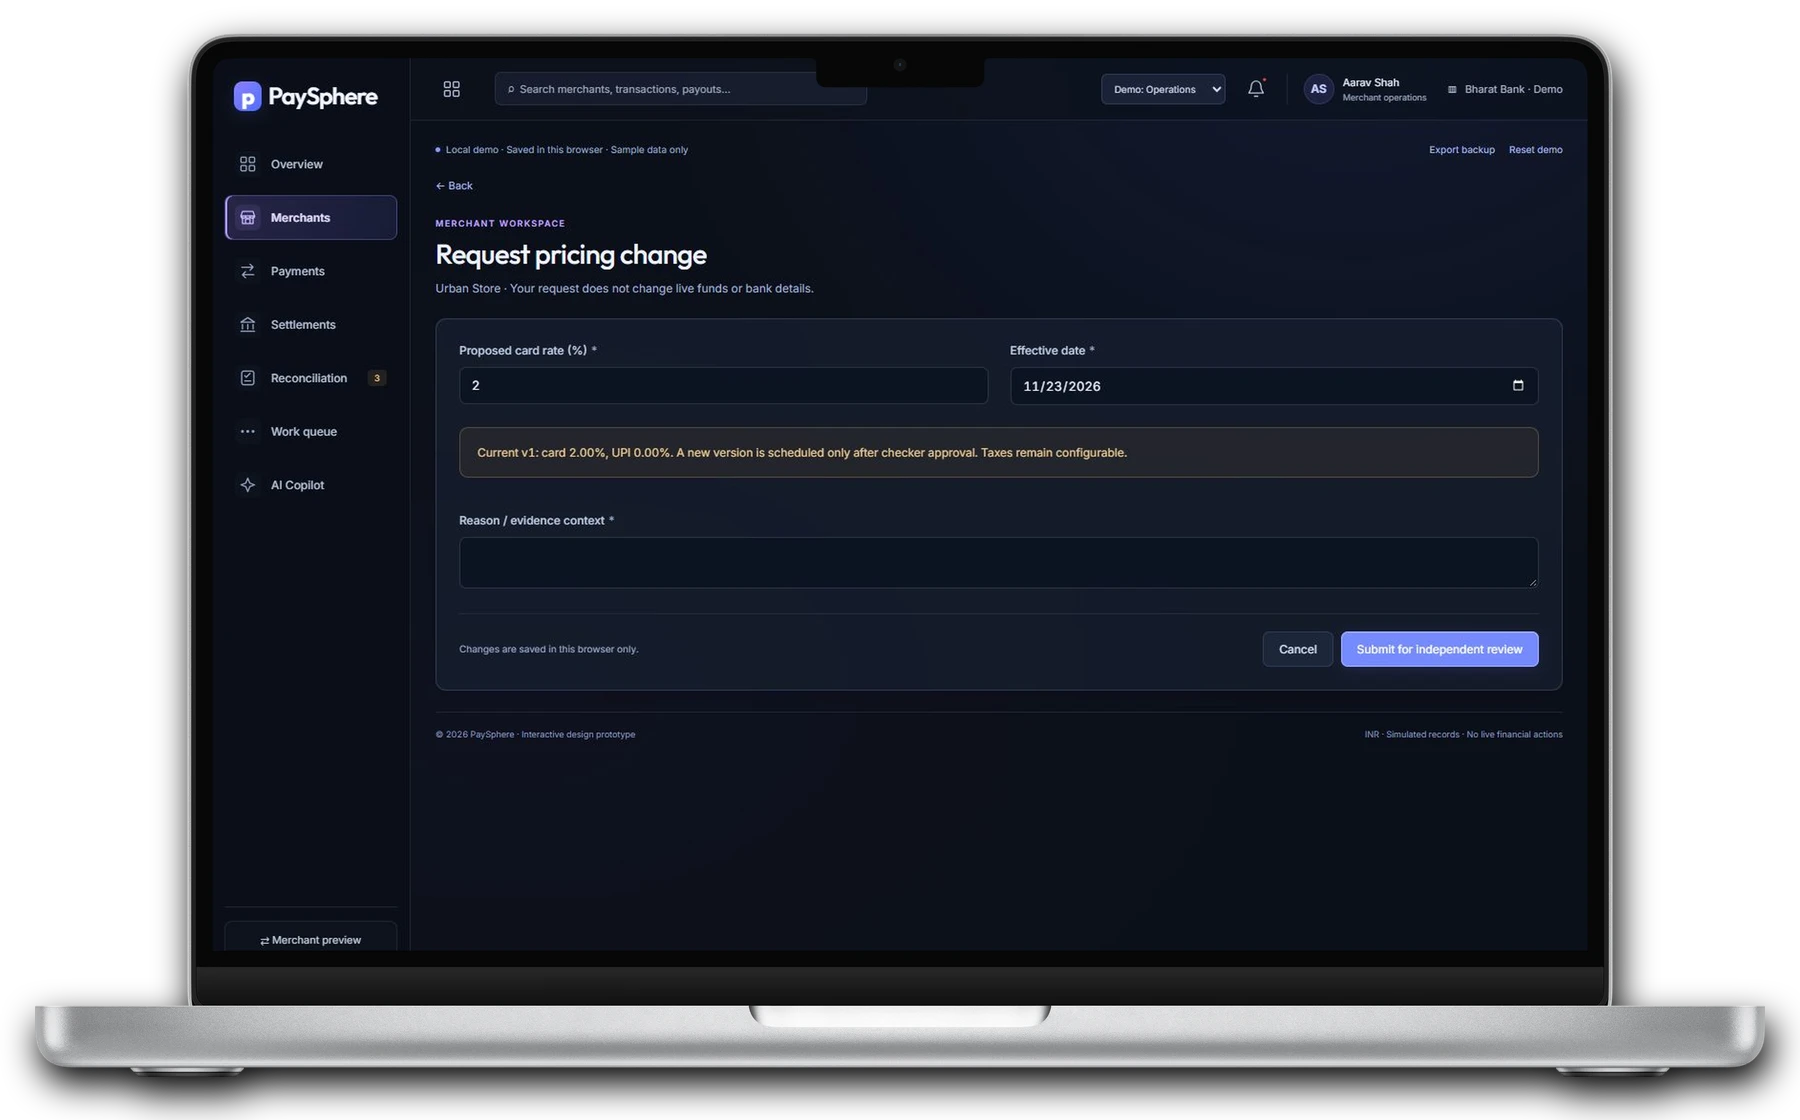 p PaySphere
Search merchants, transactions, payouts...
Demo: Operations
AS
Aarav Shah
Merchant operations
Bharat Bank · Demo
Overview
Merchants
Payments
Settlements
Reconciliation 3
Work queue
AI Copilot
⇄ Merchant preview
Local demo · Saved in this browser · Sample data only
Export backup Reset demo
← Back
MERCHANT WORKSPACE
Request pricing change
Urban Store · Your request does not change live funds or bank details.
Proposed card rate (%) *
2
Effective date *
11/23/2026
Current v1: card 2.00%, UPI 0.00%. A new version is scheduled only after checker approval. Taxes remain configurable.
Reason / evidence context *
Changes are saved in this browser only.
Cancel
Submit for independent review
© 2026 PaySphere · Interactive design prototype
INR · Simulated records · No live financial actions